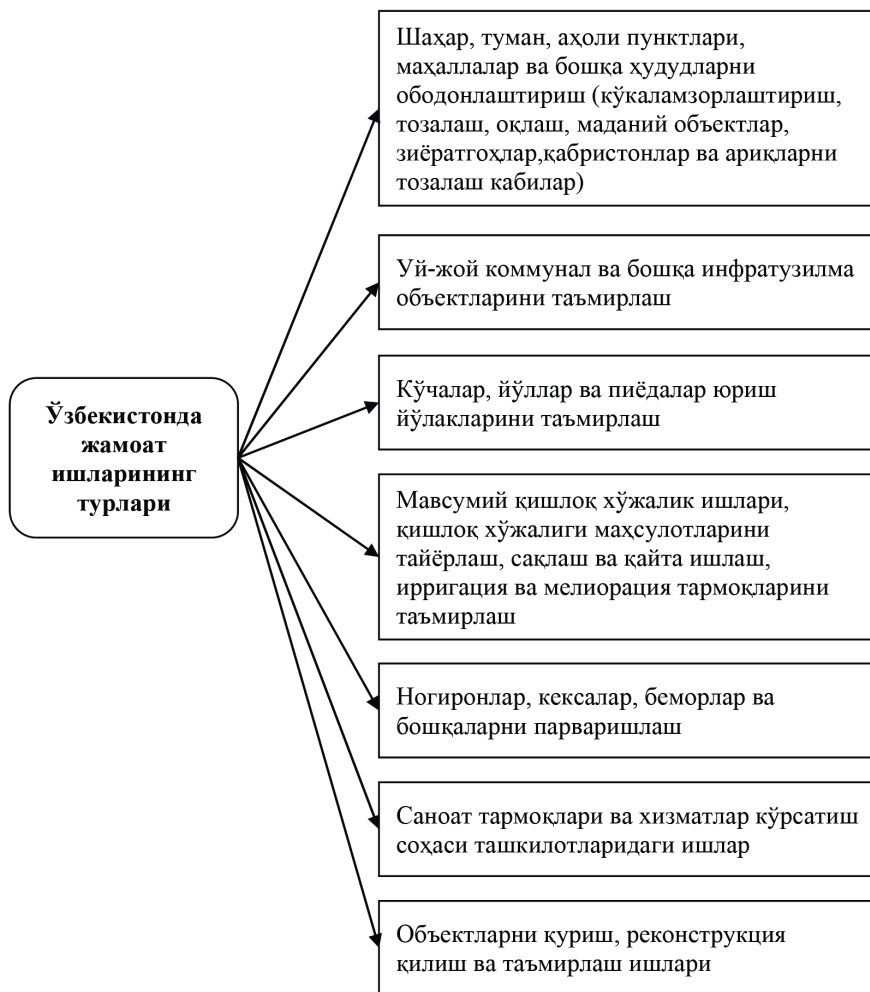 Шаҳар, туман, аҳоли пунктлари,
маҳаллалар ва бошқа ҳудудларни
ободонлаштириш (кўкаламзорлаштириш,
тозалаш, оқлаш, маданий объектлар,
зиёратгоҳлар,қабристонлар ва ариқларни
тозалаш кабилар)
Уй-жой коммунал ва бошқа инфратузилма
объектларини таъмирлаш
Кўчалар, йўллар ва пиёдалар юриш
йўлакларини таъмирлаш
Ўзбекистонда
жамоат
ишларининг
турлари
Мавсумий қишлоқ хўжалик ишлари,
қишлоқ хўжалиги маҳсулотларини
тайёрлаш, сақлаш ва қайта ишлаш,
ирригация ва мелиорация тармоқларини
таъмирлаш
Ногиронлар, кексалар, беморлар ва
бошқаларни парваришлаш
Саноат тармоқлари ва хизматлар кўрсатиш
соҳаси ташкилотларидаги ишлар
Объектларни қуриш, реконструкция
қилиш ва таъмирлаш ишлари